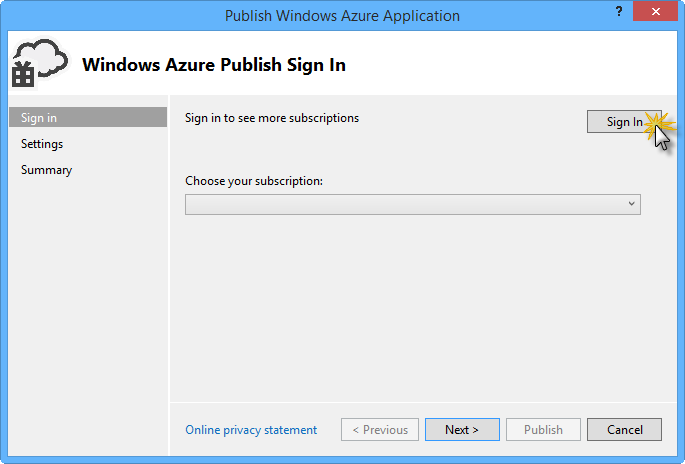 Publish Windows Azure Application
?
Windows Azure Publish Sign In
Sign in
Settings
Summary
Sign in to see more subscriptions
Sign In
Choose your subscription:
Online privacy statement
< Previous
Next >
Publish
Cancel